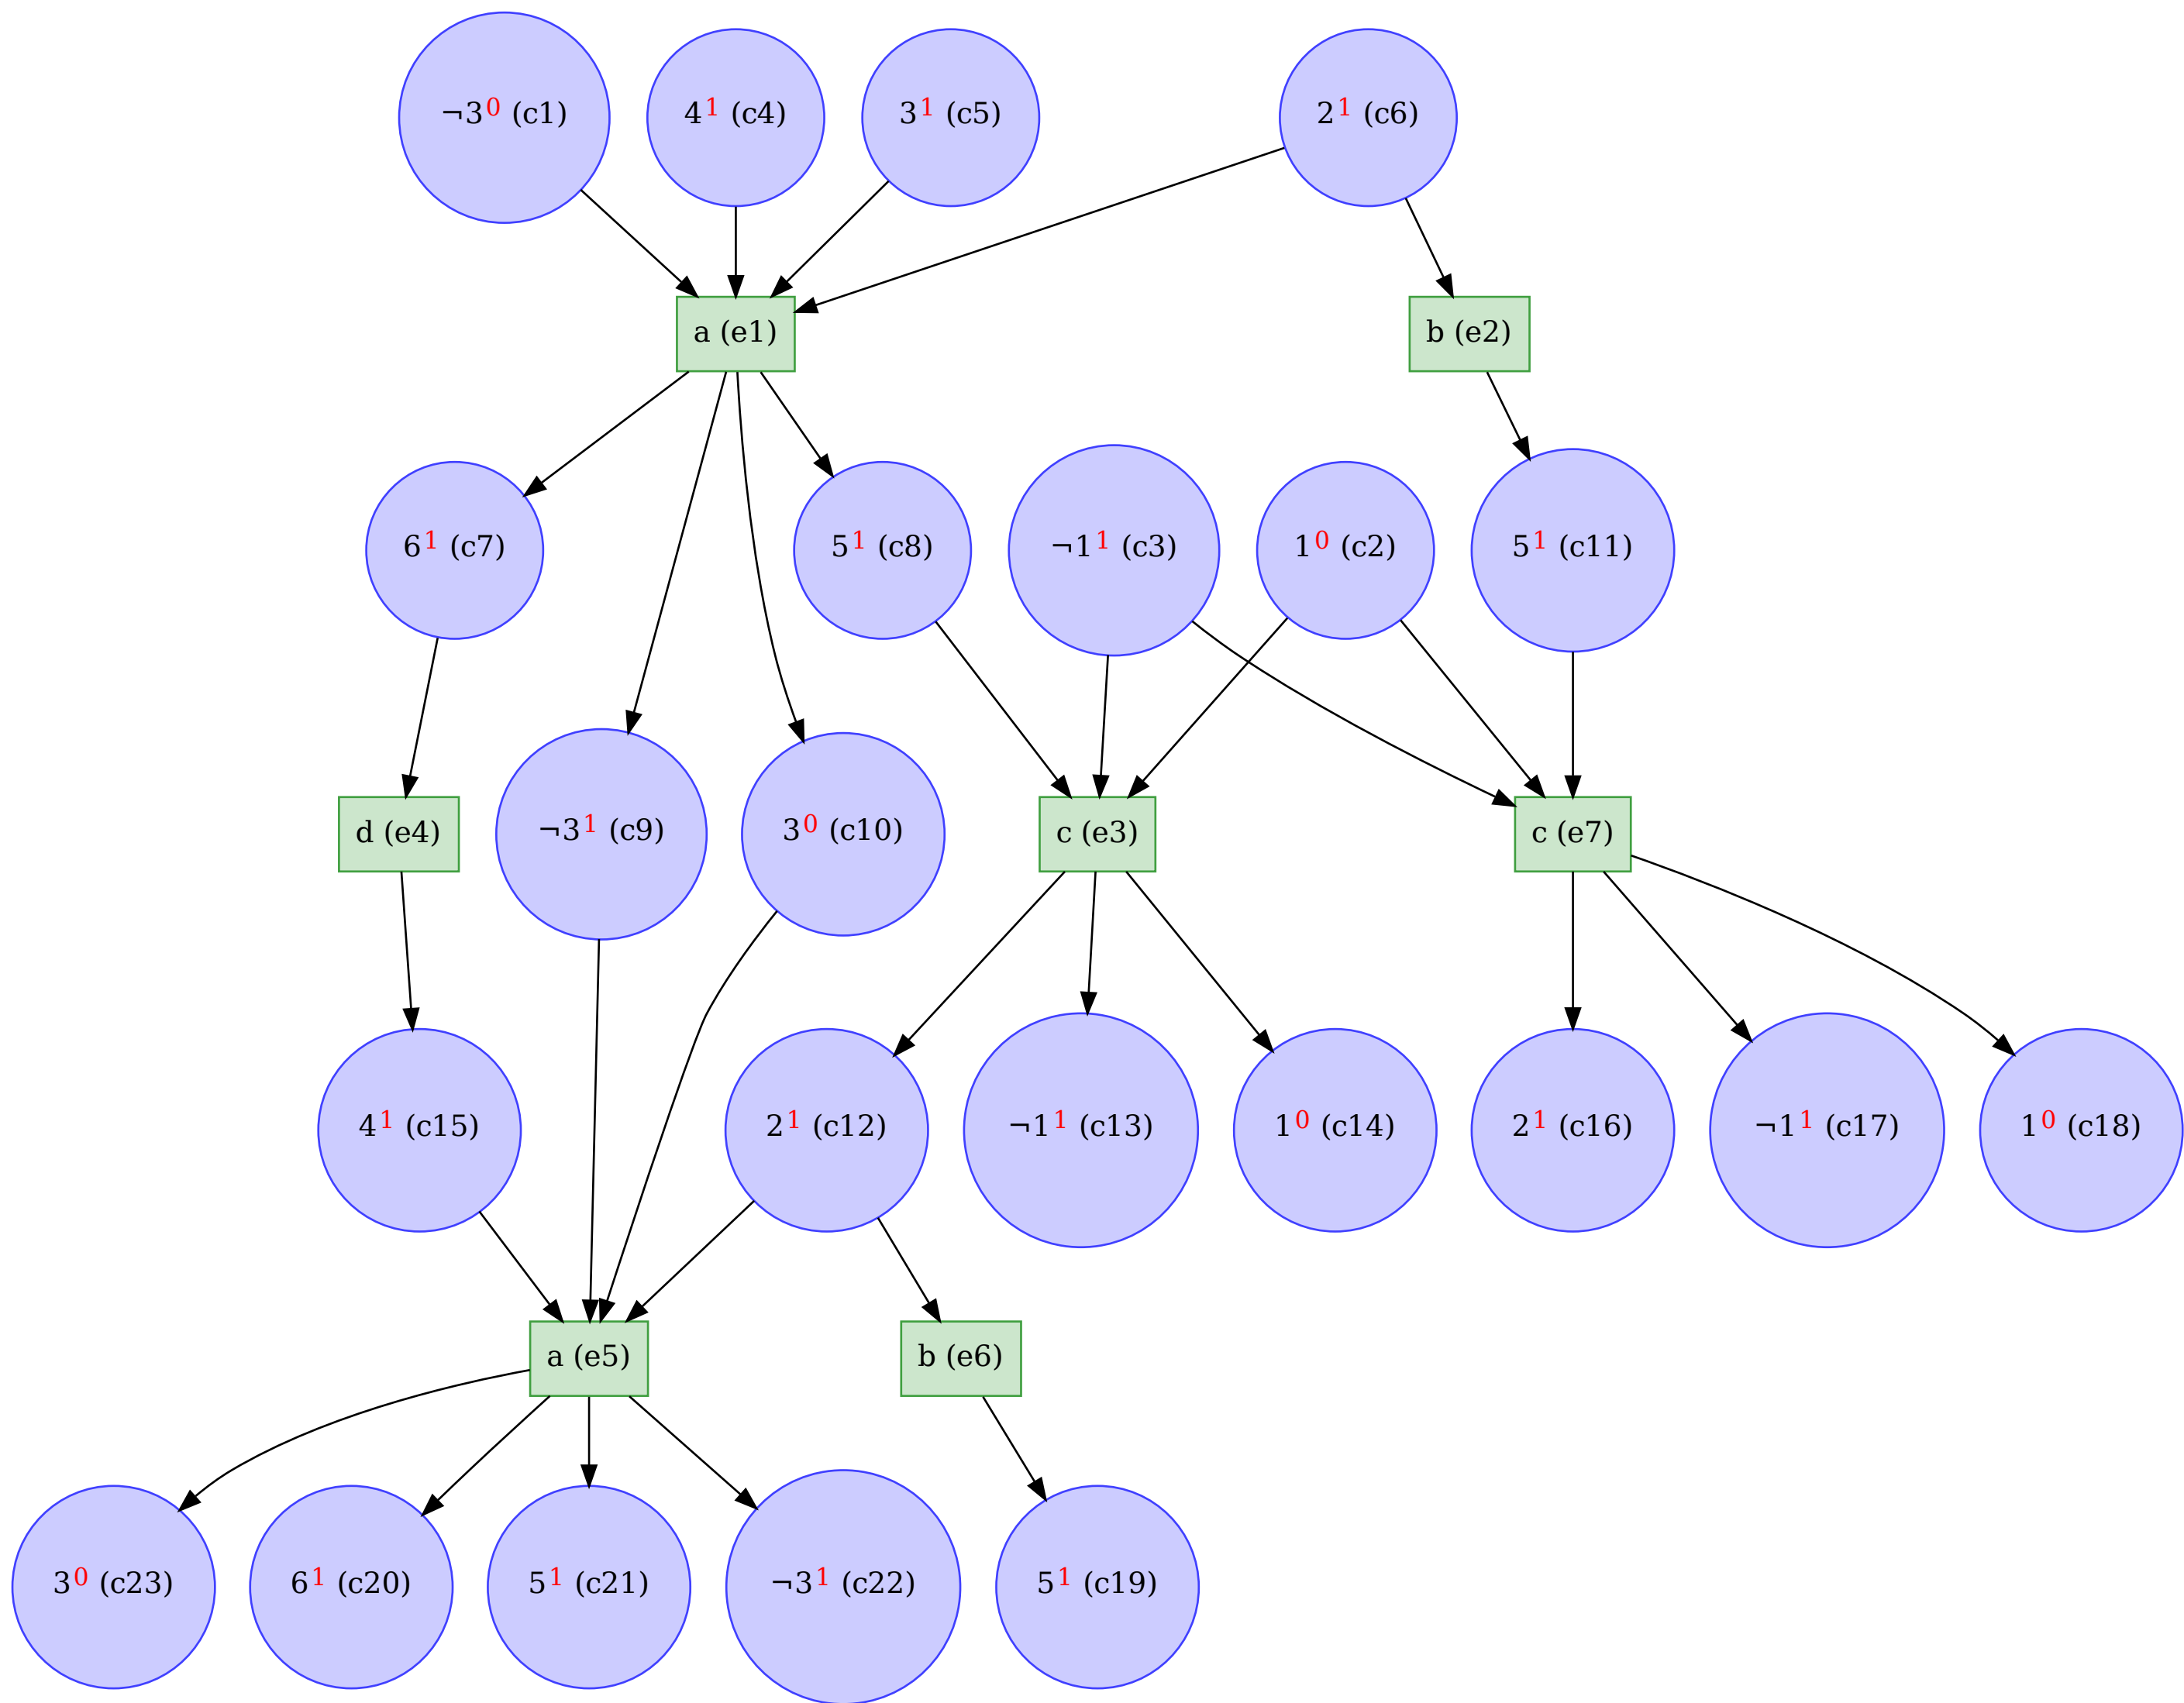 ¬3⁰ (c1)
4¹ (c4)
3¹ (c5)
2¹ (c6)
a (e1)
b (e2)
6¹ (c7)
5¹ (c8)
¬1¹ (c3)
1⁰ (c2)
5¹ (c11)
d (e4)
¬3¹ (c9)
3⁰ (c10)
c (e3)
c (e7)
4¹ (c15)
2¹ (c12)
¬1¹ (c13)
1⁰ (c14)
2¹ (c16)
¬1¹ (c17)
1⁰ (c18)
a (e5)
b (e6)
3⁰ (c23)
6¹ (c20)
5¹ (c21)
¬3¹ (c22)
5¹ (c19)